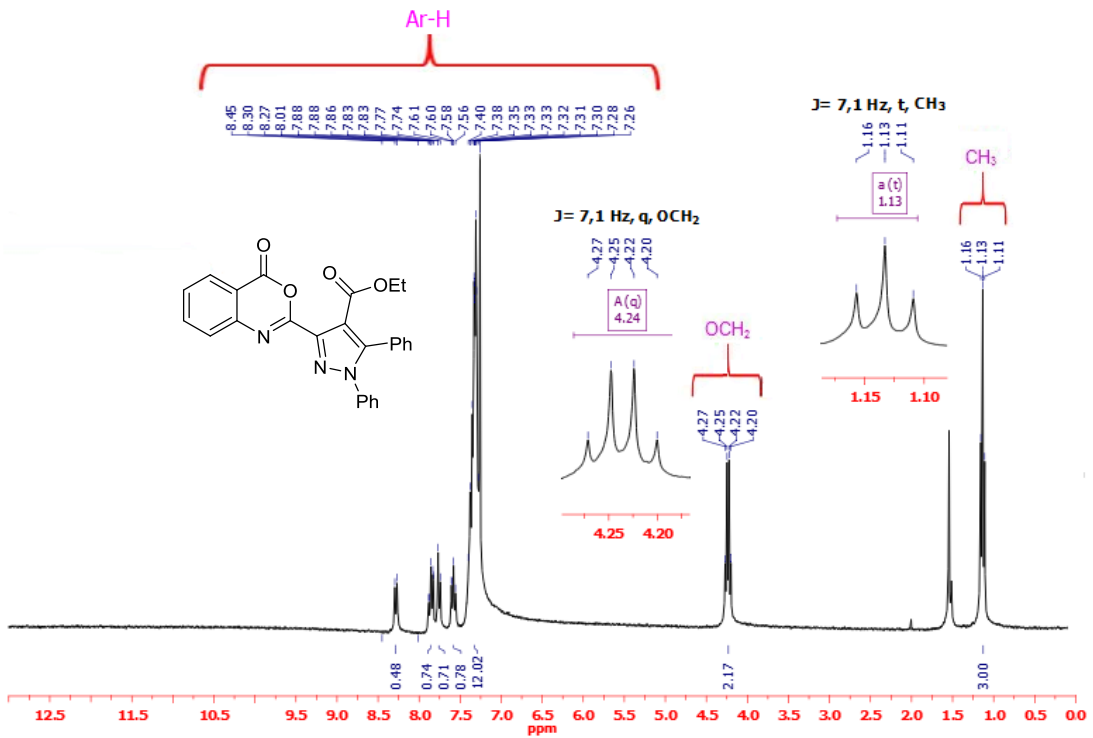 Ar-H
8.45
8.30
8.27
8.01
7.88
7.88
7.86
7.83
7.83
7.77
7.74
7.61
7.60
7.58
7.56
7.40
7.38
7.35
7.33
7.33
7.32
7.31
7.30
7.28
7.26
J= 7,1 Hz, t, CH3
1.16
1.13
1.11
a (t)
1.13
CH3
1.16
1.13
1.11
1.15 1.10
J= 7,1 Hz, q, OCH2
4.27
4.25
4.22
4.20
A (q)
4.24
4.25 4.20
OCH2
4.27
4.25
4.22
4.20
O
O
O
OEt
N
N
N
Ph
Ph
0.48
0.74
0.71
0.78
12.02
2.17
3.00
12.5 11.5 10.5 9.5 9.0 8.5 8.0 7.5 7.0 6.5 6.0 5.5 5.0 4.5 4.0 3.5 3.0 2.5 2.0 1.5 1.0 0.5 0.0
ppm